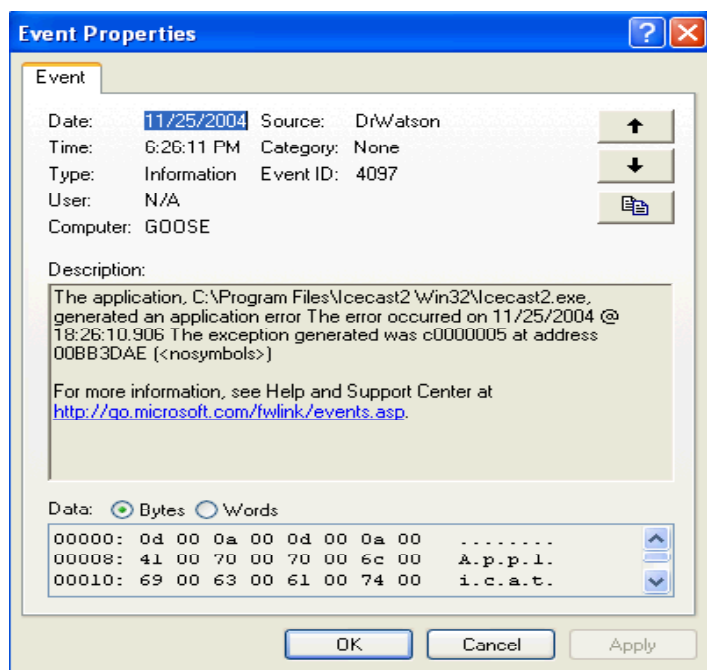 Event Properties
Event
Date: 11/25/2004 Source: DrWatson
Time: 6:26:11 PM Category: None
Type: Information Event ID: 4097
User: N/A
Computer: GOOSE
Description:
The application, C:\Program Files\Icecast2 Win32\Icecast2.exe,
generated an application error The error occurred on 11/25/2004 @
18:26:10.906 The exception generated was c0000005 at address
00BB3DAE (<nosymbols>)
For more information, see Help and Support Center at
http://go.microsoft.com/fwlink/events.asp.
Data: Bytes Words
00000: 0d 00 0a 00 0d 00 0a 00 ........
00008: 41 00 70 00 70 00 6c 00 A.p.p.l.
00010: 69 00 63 00 61 00 74 00 i.c.a.t.
OK Cancel Apply